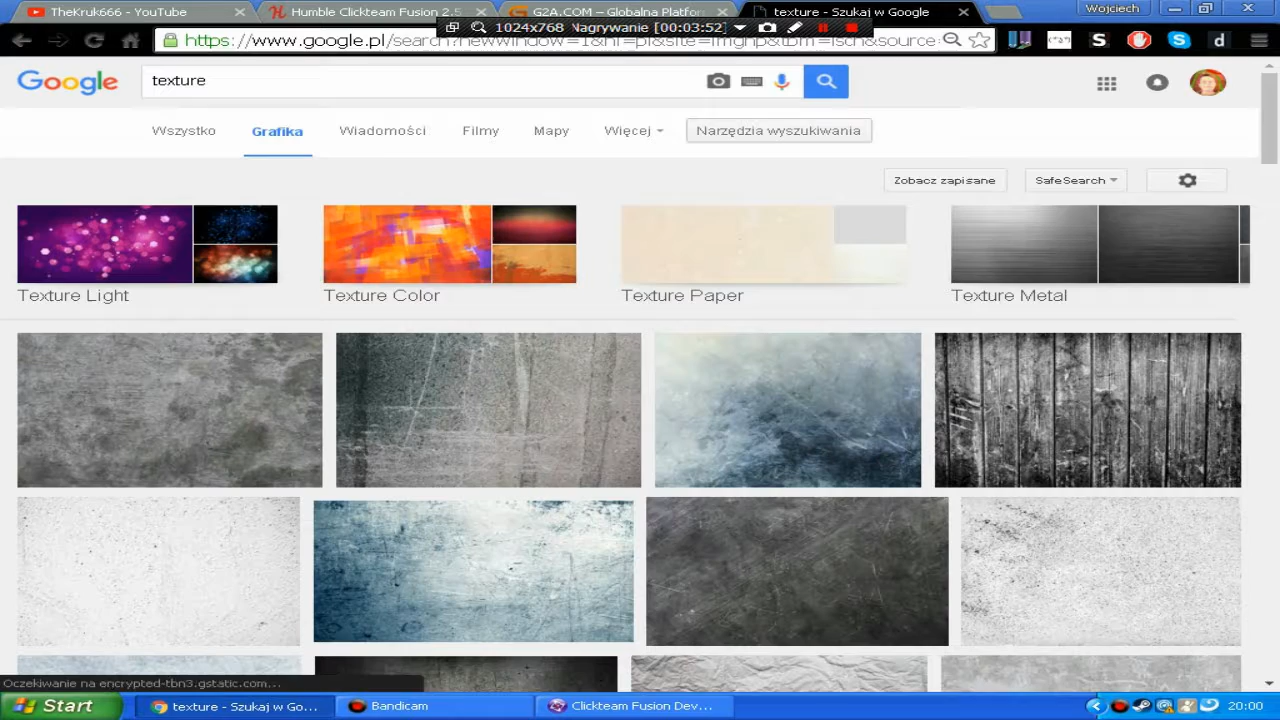 TheKruk666 - YouTube
Humble Clickteam Fusion 2.5
G2A.COM – Globalna Platfor
texture - Szukaj w Google
Wojciech
1024x768 Nagrywanie [00:03:52]
https://www.google.pl/search?newwindow=1&hl=pl&site=imghp&tbm=isch&source
Google
texture
Wszystko
Grafika
Wiadomości
Filmy
Mapy
Więcej
Narzędzia wyszukiwania
Zobacz zapisane
SafeSearch
Texture Light
Texture Color
Texture Paper
Texture Metal
Oczekiwanie na encrypted-tbn3.gstatic.com...
Start
texture - Szukaj w Go...
Bandicam
Clickteam Fusion Dev...
20:00